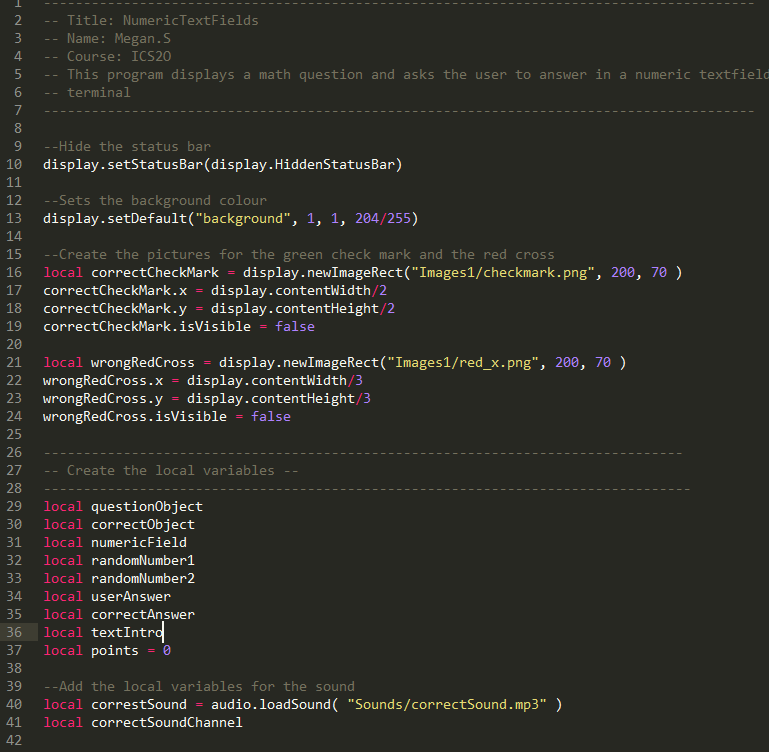 1 -----------------------------------------------------------------------------------------
2 -- Title: NumericTextFields
3 -- Name: Megan.S
4 -- Course: ICS2O
5 -- This program displays a math question and asks the user to answer in a numeric textfield
6 -- terminal
7 -----------------------------------------------------------------------------------------
8
9 --Hide the status bar
10 display.setStatusBar(display.HiddenStatusBar)
11
12 --Sets the background colour
13 display.setDefault("background", 1, 1, 204/255)
14
15 --Create the pictures for the green check mark and the red cross
16 local correctCheckMark = display.newImageRect("Images1/checkmark.png", 200, 70 )
17 correctCheckMark.x = display.contentWidth/2
18 correctCheckMark.y = display.contentHeight/2
19 correctCheckMark.isVisible = false
20
21 local wrongRedCross = display.newImageRect("Images1/red_x.png", 200, 70 )
22 wrongRedCross.x = display.contentWidth/3
23 wrongRedCross.y = display.contentHeight/3
24 wrongRedCross.isVisible = false
25
26 --------------------------------------------------------------------------------
27 -- Create the local variables --
28 ---------------------------------------------------------------------------------
29 local questionObject
30 local correctObject
31 local numericField
32 local randomNumber1
33 local randomNumber2
34 local userAnswer
35 local correctAnswer
36 local textIntro
37 local points = 0
38
39 --Add the local variables for the sound
40 local correstSound = audio.loadSound( "Sounds/correctSound.mp3" )
41 local correctSoundChannel
42